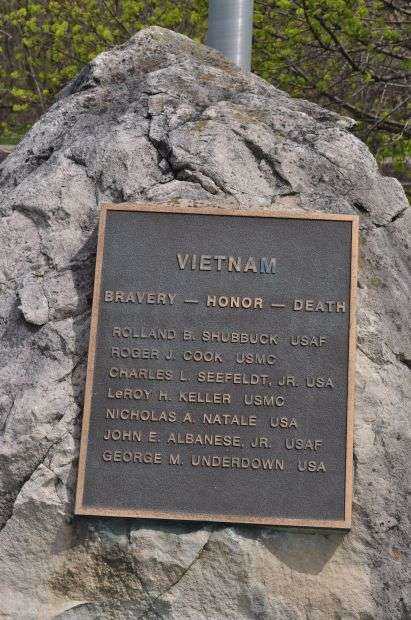 VIETNAM
BRAVERY — HONOR — DEATH
ROLLAND B. SHUBBUCK USAF
ROGER J. COOK USMC
CHARLES L. SEEFELDT, JR. USA
LeROY H. KELLER USMC
NICHOLAS A. NATALE USA
JOHN E. ALBANESE, JR. USAF
GEORGE M. UNDERDOWN USA